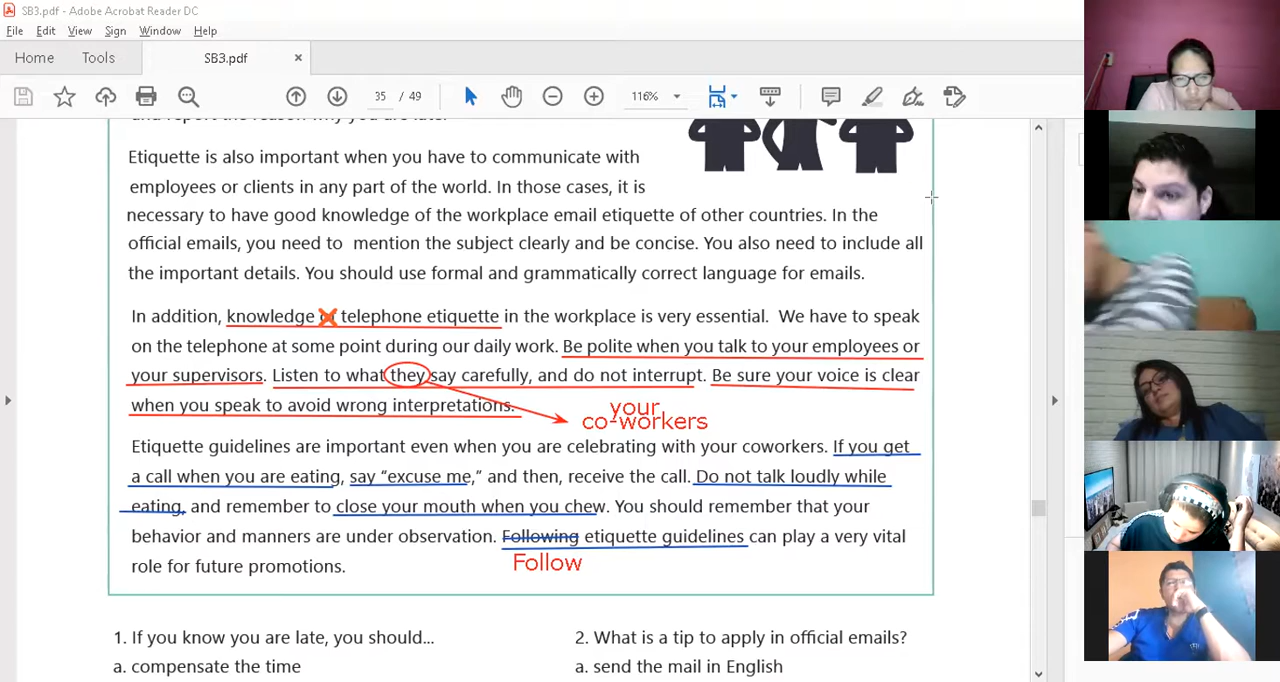 SB3.pdf - Adobe Acrobat Reader DC
File Edit View Sign Window Help
Home Tools SB3.pdf ×
35 / 49 116%
and report the reason why you are late.
Etiquette is also important when you have to communicate with
employees or clients in any part of the world. In those cases, it is
necessary to have good knowledge of the workplace email etiquette of other countries. In the
official emails, you need to mention the subject clearly and be concise. You also need to include all
the important details. You should use formal and grammatically correct language for emails.
In addition, knowledge of telephone etiquette in the workplace is very essential. We have to speak
on the telephone at some point during our daily work. Be polite when you talk to your employees or
your supervisors. Listen to what they say carefully, and do not interrupt. Be sure your voice is clear
when you speak to avoid wrong interpretations.
your
co-workers
Etiquette guidelines are important even when you are celebrating with your coworkers. If you get
a call when you are eating, say “excuse me,” and then, receive the call. Do not talk loudly while
eating, and remember to close your mouth when you chew. You should remember that your
behavior and manners are under observation. Following etiquette guidelines can play a very vital
Follow
role for future promotions.
1. If you know you are late, you should...
a. compensate the time
2. What is a tip to apply in official emails?
a. send the mail in English